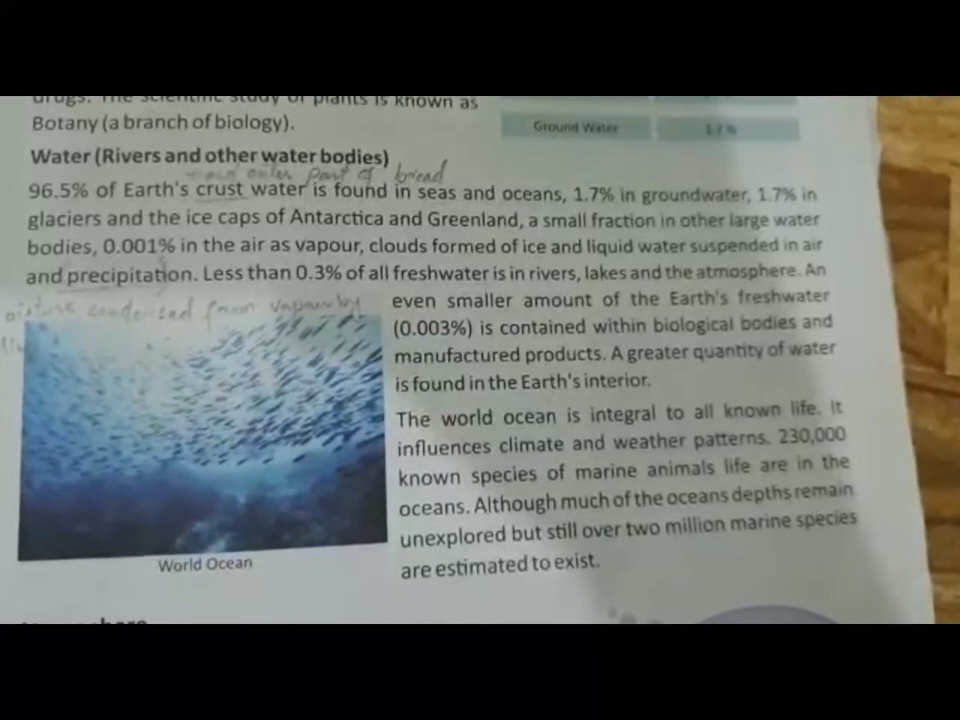 drugs. The scientific study of plants is known as
Botany (a branch of biology).
Ground Water 1.7%
Water (Rivers and other water bodies)
outer part of bread
96.5% of Earth's crust water is found in seas and oceans, 1.7% in groundwater, 1.7% in
glaciers and the ice caps of Antarctica and Greenland, a small fraction in other large water
bodies, 0.001% in the air as vapour, clouds formed of ice and liquid water suspended in air
and precipitation. Less than 0.3% of all freshwater is in rivers, lakes and the atmosphere. An
condensed from vapour by
even smaller amount of the Earth's freshwater
(0.003%) is contained within biological bodies and
manufactured products. A greater quantity of water
is found in the Earth's interior.
The world ocean is integral to all known life. It
influences climate and weather patterns. 230,000
known species of marine animals life are in the
oceans. Although much of the oceans depths remain
unexplored but still over two million marine species
are estimated to exist.
World Ocean